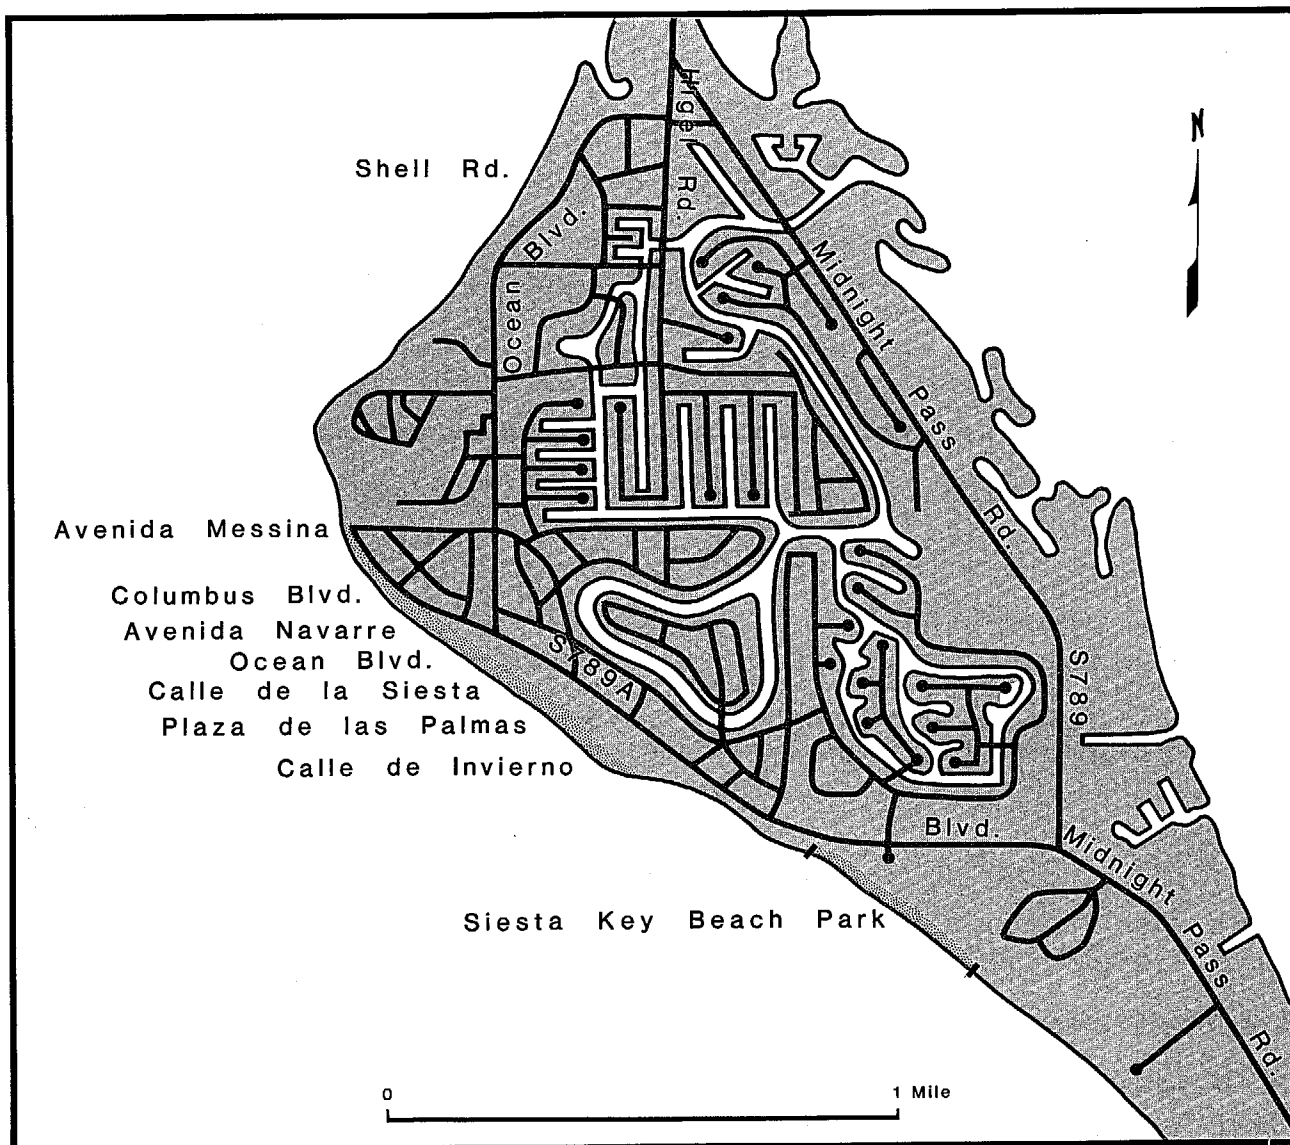 Higel Rd.
N
Shell Rd.
Ocean Blvd.
Midnight Pass Rd.
Avenida Messina
Columbus Blvd.
Avenida Navarre
Ocean Blvd.
Calle de la Siesta
Plaza de las Palmas
Calle de Invierno
S789A
S789
Blvd.
Midnight Pass Rd.
Siesta Key Beach Park
0 1 Mile